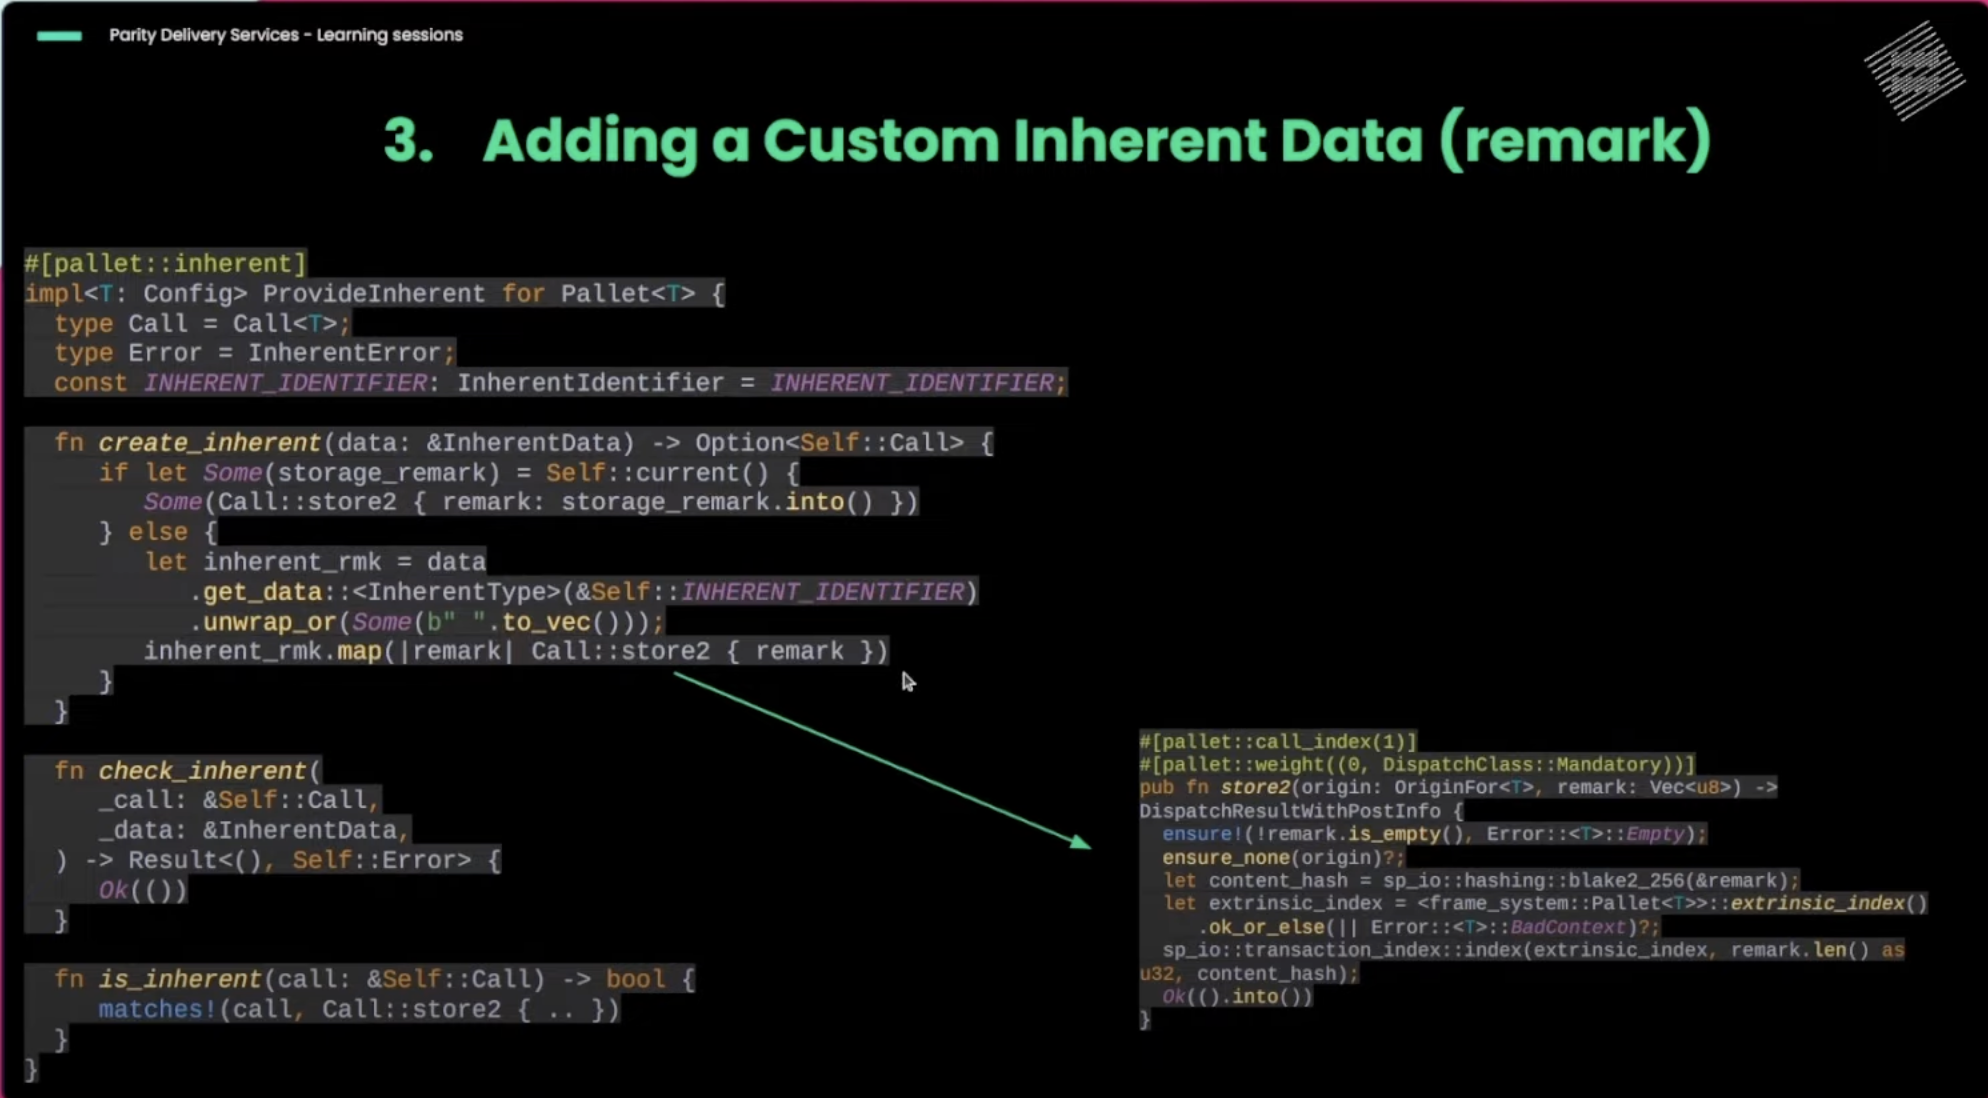 Parity Delivery Services - Learning sessions
3. Adding a Custom Inherent Data (remark)
#[pallet::inherent]
impl<T: Config> ProvideInherent for Pallet<T> {
  type Call = Call<T>;
  type Error = InherentError;
  const INHERENT_IDENTIFIER: InherentIdentifier = INHERENT_IDENTIFIER;
  fn create_inherent(data: &InherentData) -> Option<Self::Call> {
     if let Some(storage_remark) = Self::current() {
        Some(Call::store2 { remark: storage_remark.into() })
     } else {
        let inherent_rmk = data
           .get_data::<InherentType>(&Self::INHERENT_IDENTIFIER)
           .unwrap_or(Some(b" ".to_vec()));
        inherent_rmk.map(|remark| Call::store2 { remark })
     }
  }
  fn check_inherent(
     _call: &Self::Call,
     _data: &InherentData,
  ) -> Result<(), Self::Error> {
     Ok(())
  }
  fn is_inherent(call: &Self::Call) -> bool {
     matches!(call, Call::store2 { .. })
  }
}
#[pallet::call_index(1)]
#[pallet::weight((0, DispatchClass::Mandatory))]
pub fn store2(origin: OriginFor<T>, remark: Vec<u8>) ->
DispatchResultWithPostInfo {
  ensure!(!remark.is_empty(), Error::<T>::Empty);
  ensure_none(origin)?;
  let content_hash = sp_io::hashing::blake2_256(&remark);
  let extrinsic_index = <frame_system::Pallet<T>>::extrinsic_index()
     .ok_or_else(|| Error::<T>::BadContext)?;
  sp_io::transaction_index::index(extrinsic_index, remark.len() as
u32, content_hash);
  Ok(().into())
}